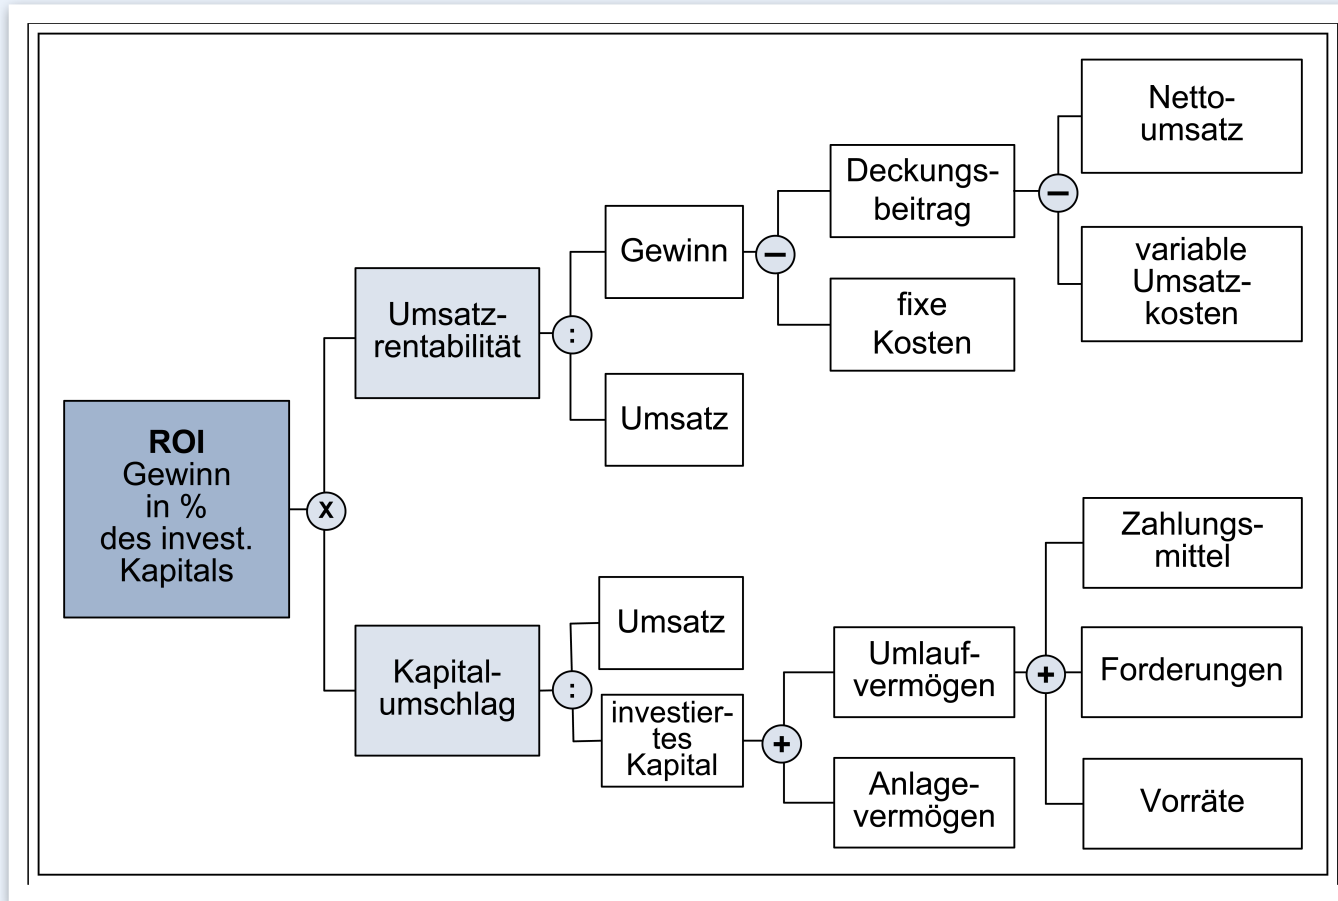 ROI
Gewinn
in %
des invest.
Kapitals
X
Umsatz-
rentabilität
:
Gewinn
Umsatz
−
Deckungs-
beitrag
fixe
Kosten
−
Netto-
umsatz
variable
Umsatz-
kosten
Kapital-
umschlag
:
Umsatz
investier-
tes
Kapital
+
Umlauf-
vermögen
Anlage-
vermögen
+
Zahlungs-
mittel
Forderungen
Vorräte